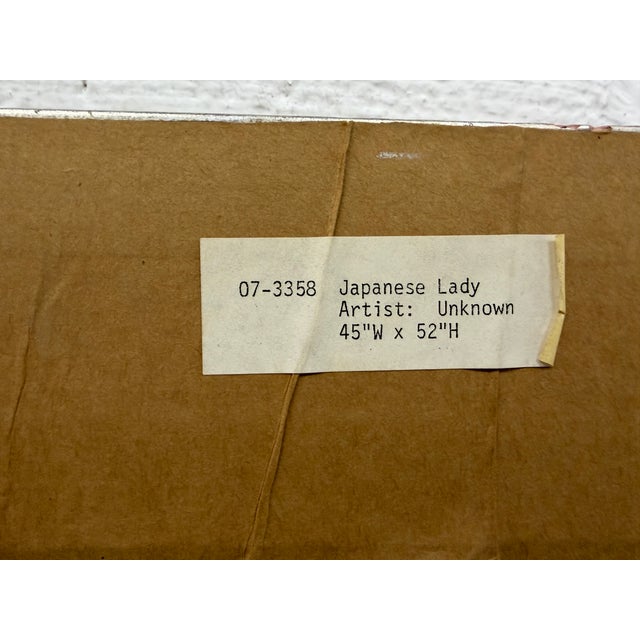 07-3358 Japanese Lady
Artist: Unknown
45"W x 52"H